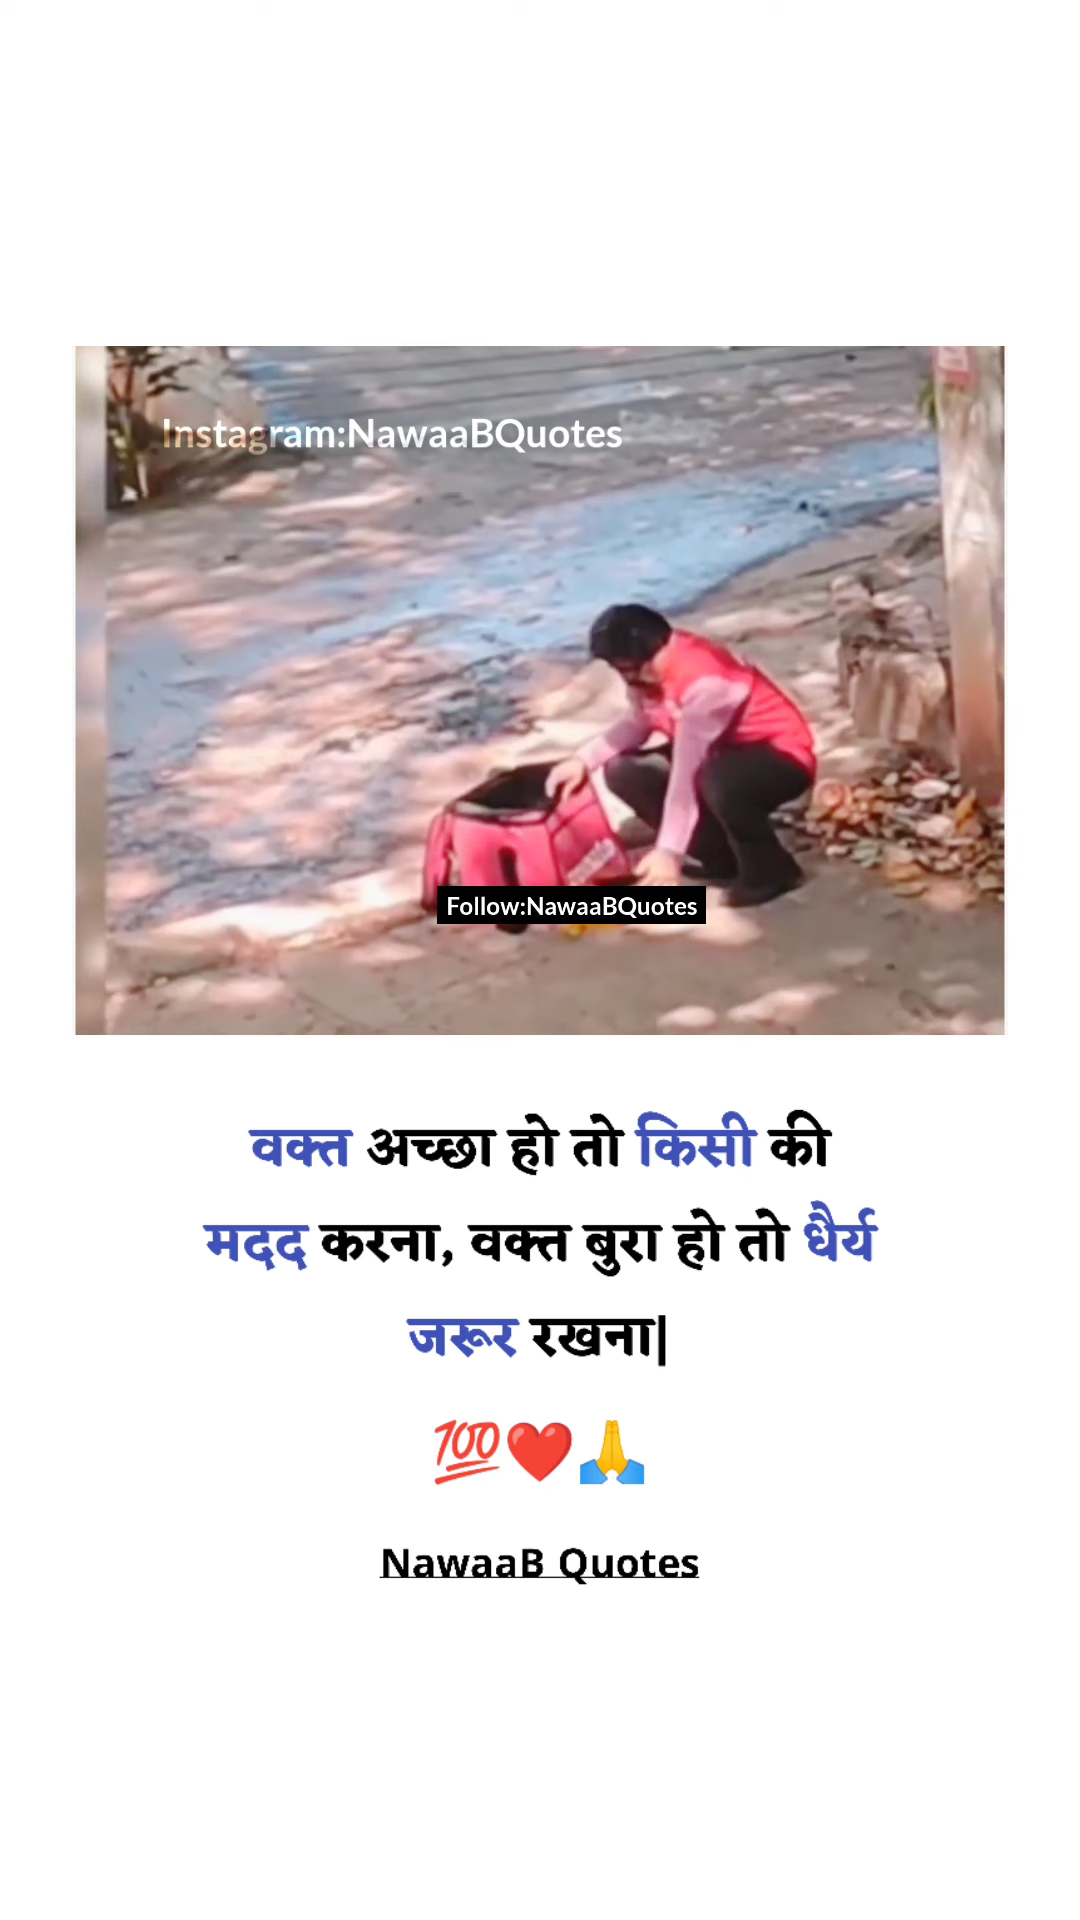 Instagram:NawaaBQuotes
Follow:NawaaBQuotes
वक्त अच्छा हो तो किसी की
मदद करना, वक्त बुरा हो तो धैर्य
जरूर रखना|
💯❤️🙏
NawaaB Quotes